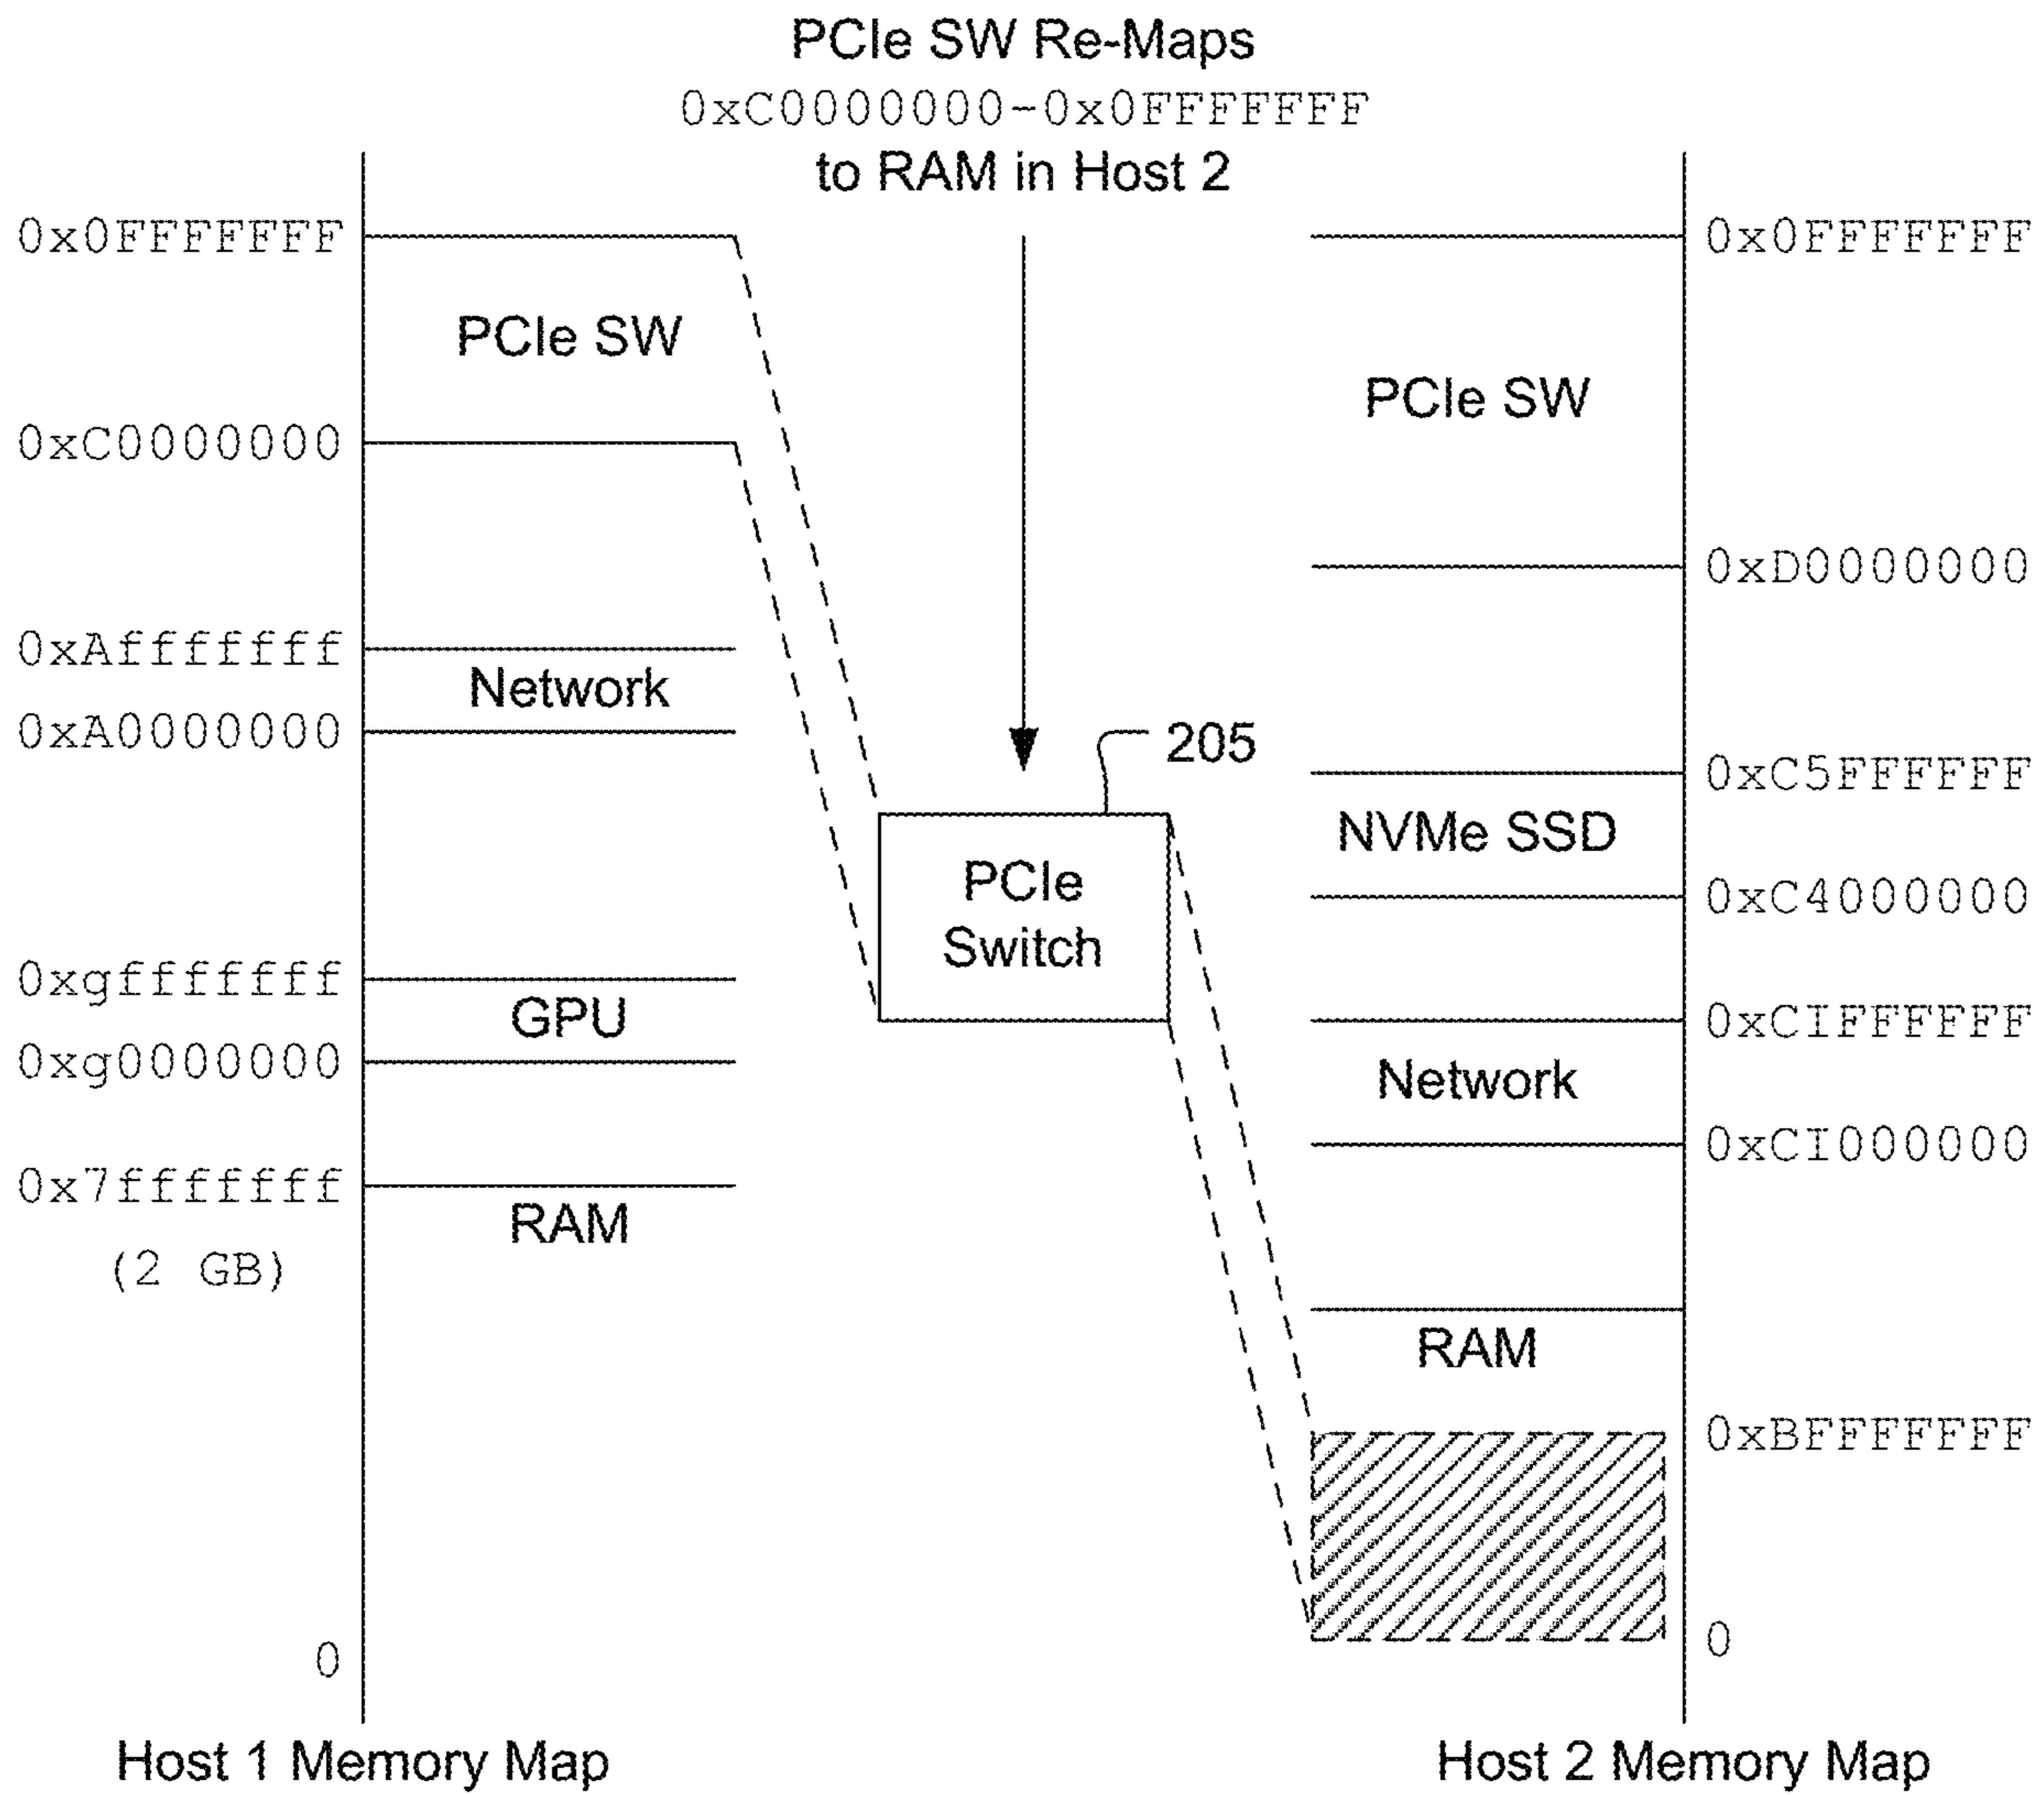 PCIe SW Re-Maps
0xC0000000~0x0FFFFFFF
to RAM in Host 2
0x0FFFFFFF
PCIe SW
0xC0000000
0xAfffffff
Network
0xA0000000
0xgfffffff
GPU
0xg0000000
0x7fffffff
RAM
(2 GB)
0
Host 1 Memory Map
205
PCIe
Switch
0x0FFFFFFF
PCIe SW
0xD0000000
0xC5FFFFFF
NVMe SSD
0xC4000000
0xCIFFFFFF
Network
0xCI000000
RAM
0xBFFFFFFF
0
Host 2 Memory Map